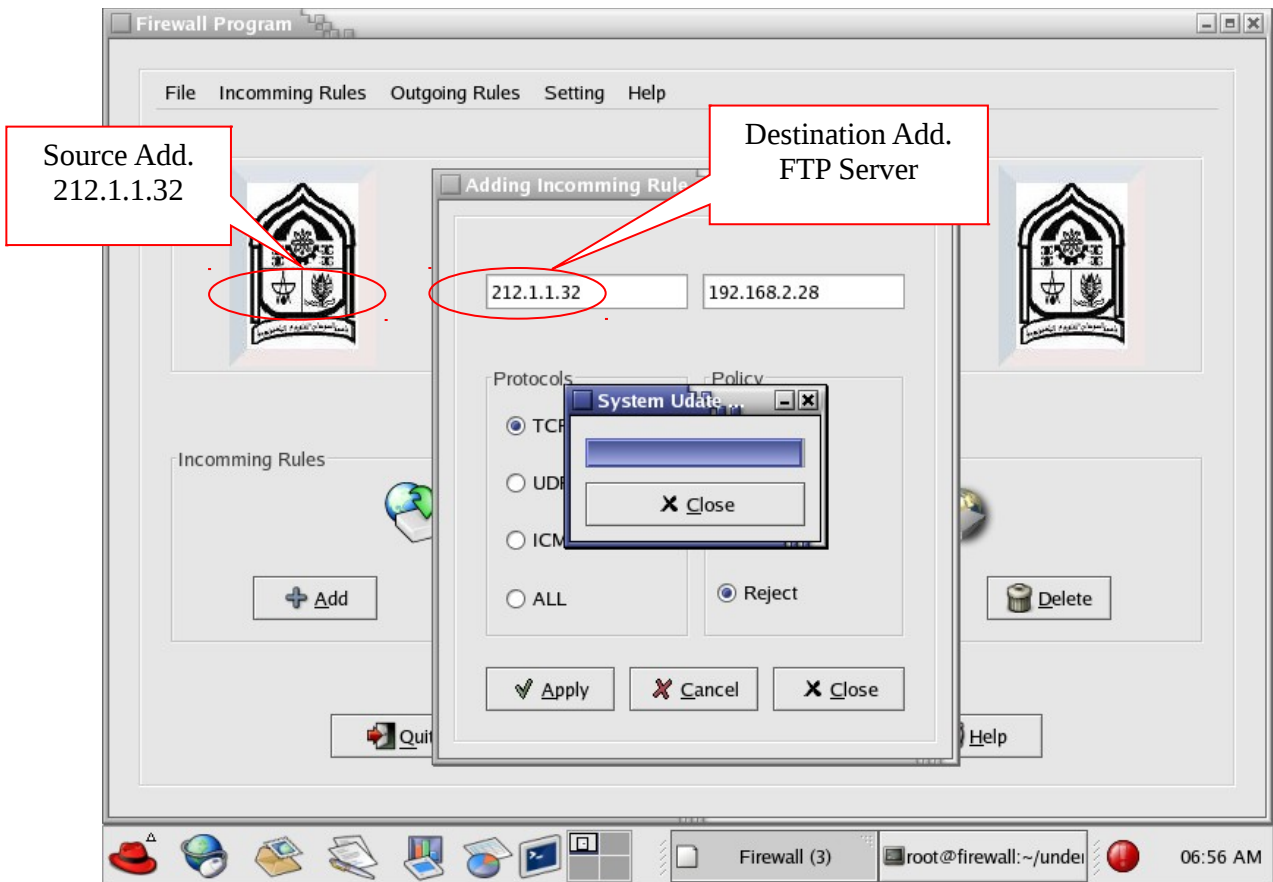 Firewall Program
File Incomming Rules Outgoing Rules Setting Help
Source Add.
212.1.1.32
Destination Add.
FTP Server
Adding Incomming Rule
212.1.1.32
192.168.2.28
Protocols
Policy
System Udate ...
TCP
UDP
Close
ICM
ALL
Reject
Incomming Rules
Add
Delete
Apply
Cancel
Close
Quit
Help
Firewall (3)
root@firewall:~/under
06:56 AM